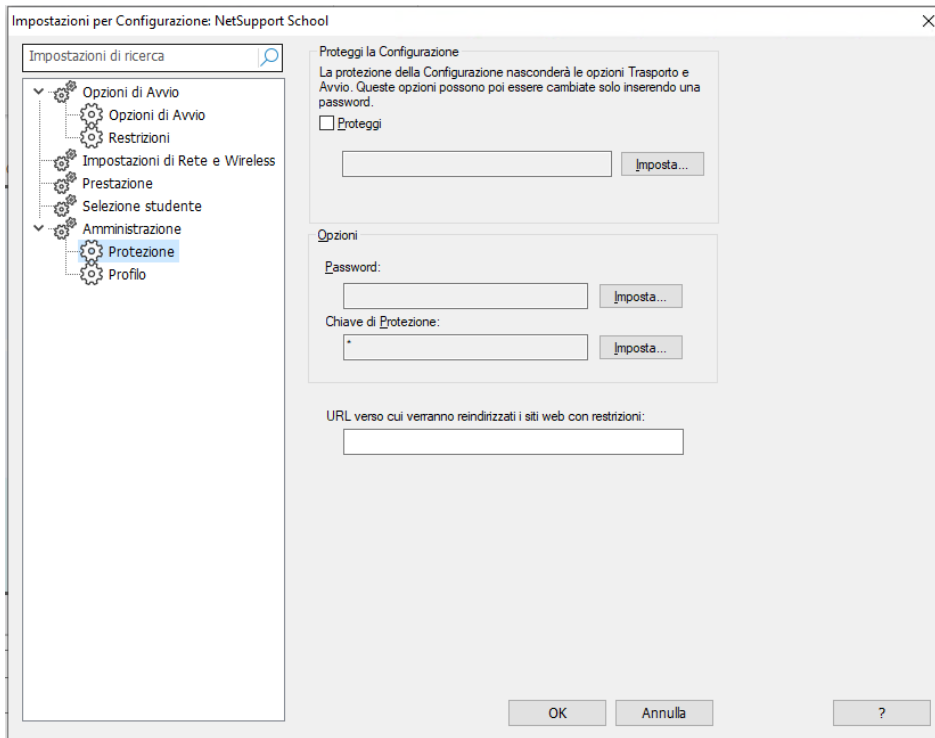 Impostazioni per Configurazione: NetSupport School
Impostazioni di ricerca
Opzioni di Avvio
Opzioni di Avvio
Restrizioni
Impostazioni di Rete e Wireless
Prestazione
Selezione studente
Amministrazione
Protezione
Profilo
Proteggi la Configurazione
La protezione della Configurazione nasconderà le opzioni Trasporto e
Avvio. Queste opzioni possono poi essere cambiate solo inserendo una
password.
Proteggi
Imposta...
Opzioni
Password:
Imposta...
Chiave di Protezione:
*
Imposta...
URL verso cui verranno reindirizzati i siti web con restrizioni:
OK
Annulla
?